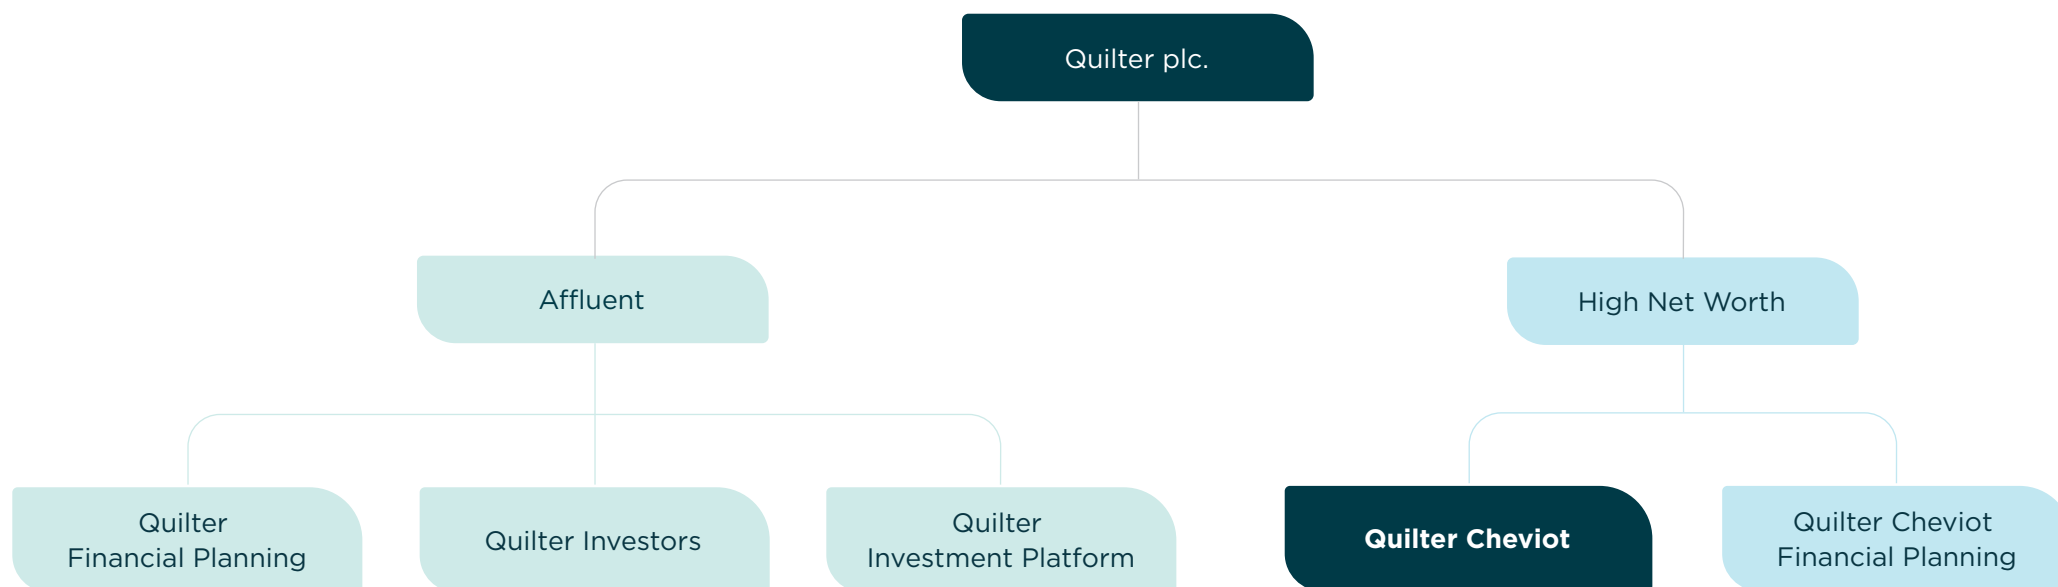 Quilter plc.
Affluent
High Net Worth
Quilter
Financial Planning
Quilter Investors
Quilter
Investment Platform
Quilter Cheviot
Quilter Cheviot
Financial Planning